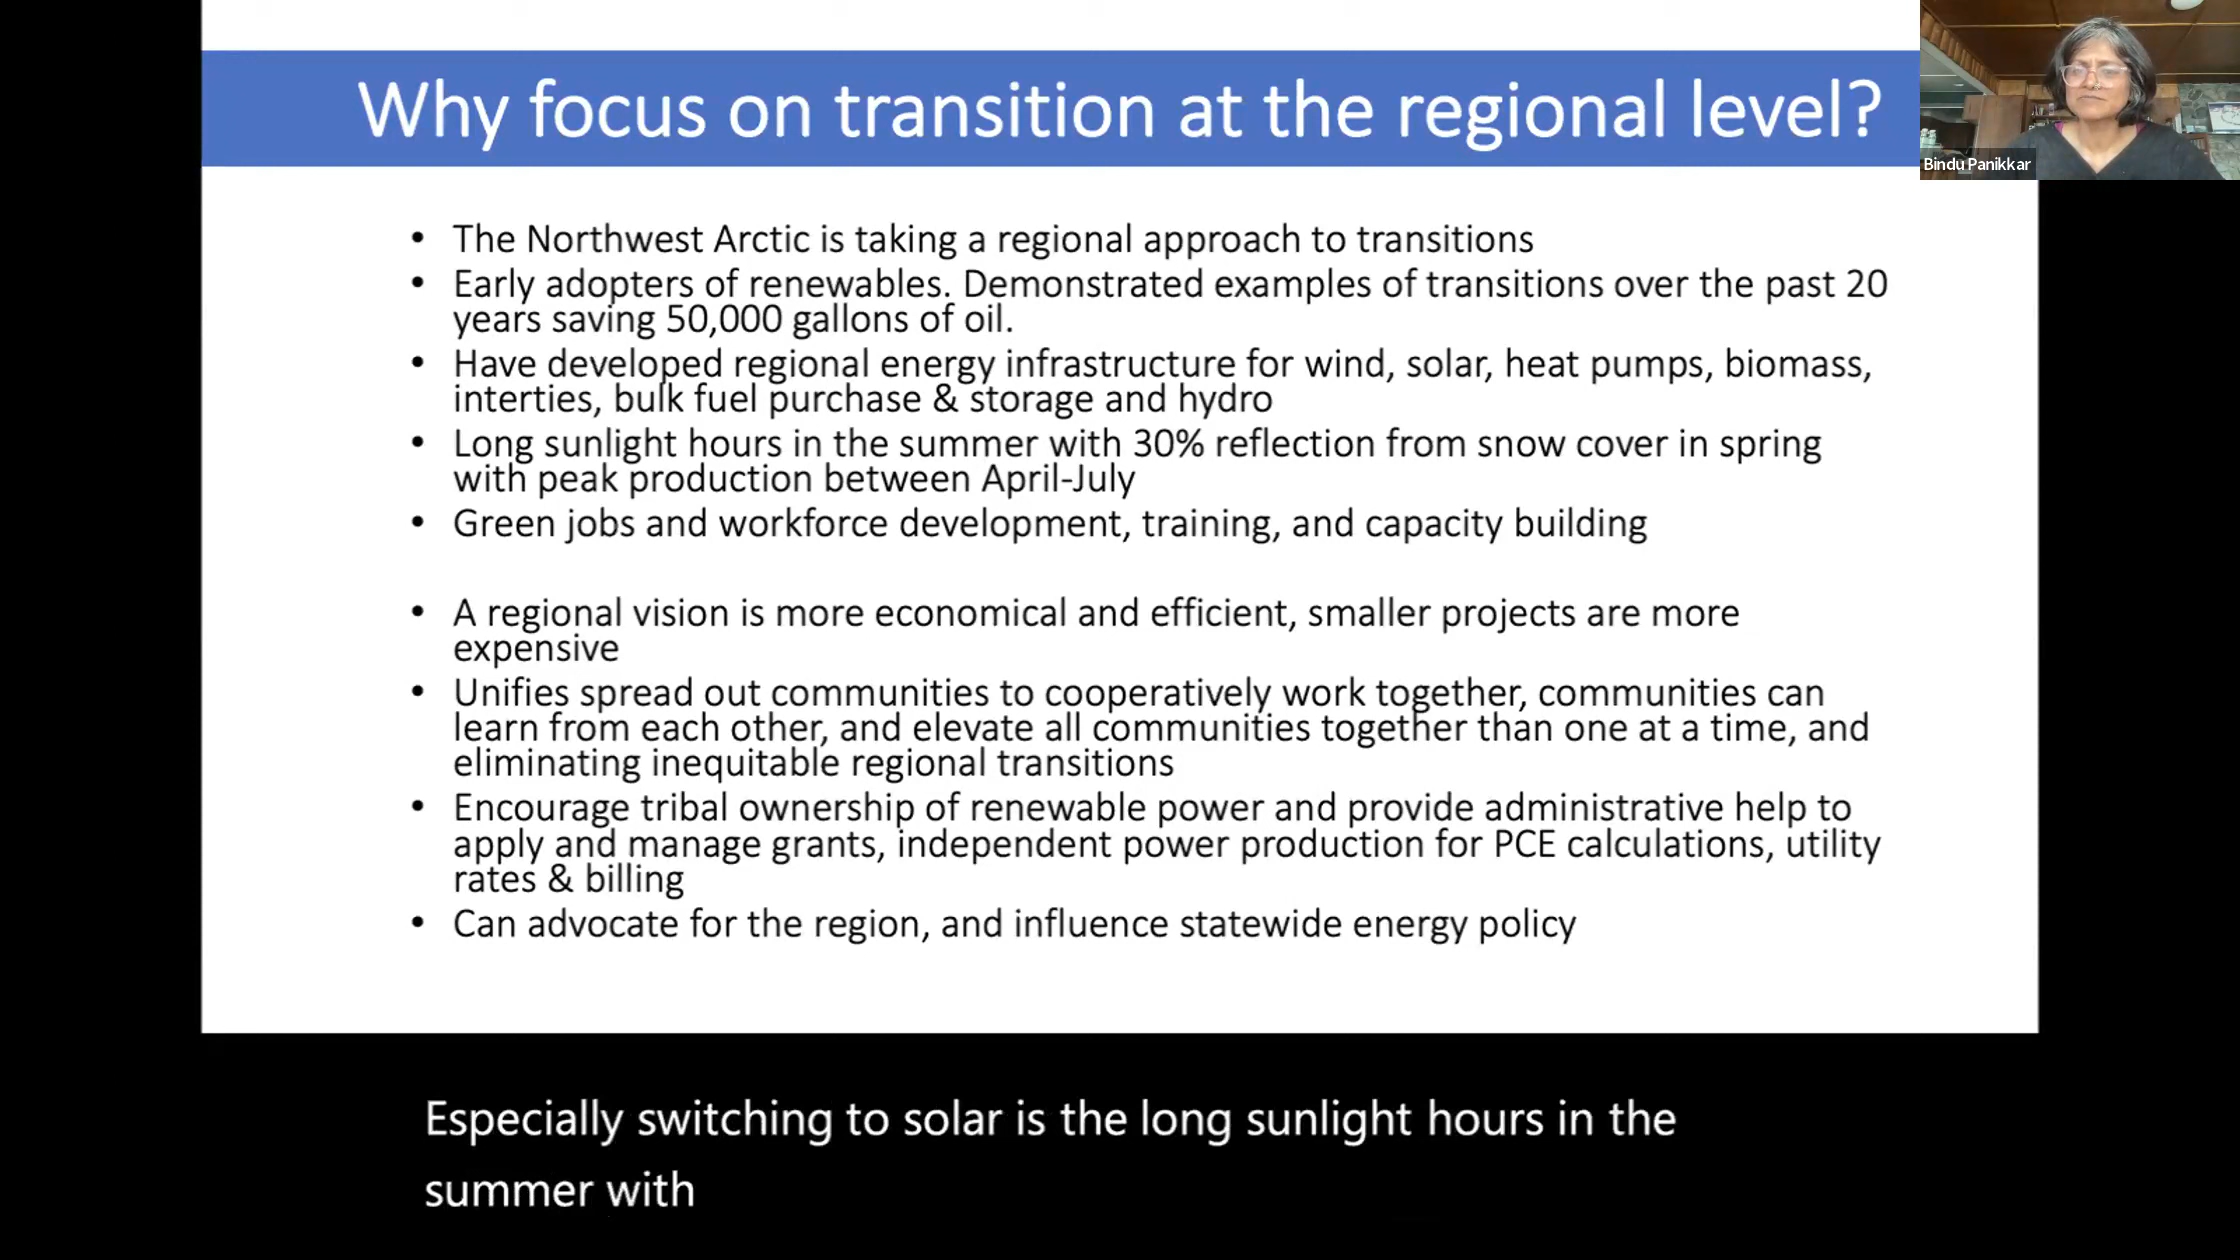 Why focus on transition at the regional level?
Bindu Panikkar
• The Northwest Arctic is taking a regional approach to transitions
• Early adopters of renewables. Demonstrated examples of transitions over the past 20
years saving 50,000 gallons of oil.
• Have developed regional energy infrastructure for wind, solar, heat pumps, biomass,
interties, bulk fuel purchase & storage and hydro
• Long sunlight hours in the summer with 30% reflection from snow cover in spring
with peak production between April-July
• Green jobs and workforce development, training, and capacity building
• A regional vision is more economical and efficient, smaller projects are more
expensive
• Unifies spread out communities to cooperatively work together, communities can
learn from each other, and elevate all communities together than one at a time, and
eliminating inequitable regional transitions
• Encourage tribal ownership of renewable power and provide administrative help to
apply and manage grants, independent power production for PCE calculations, utility
rates & billing
• Can advocate for the region, and influence statewide energy policy
Especially switching to solar is the long sunlight hours in the
summer with